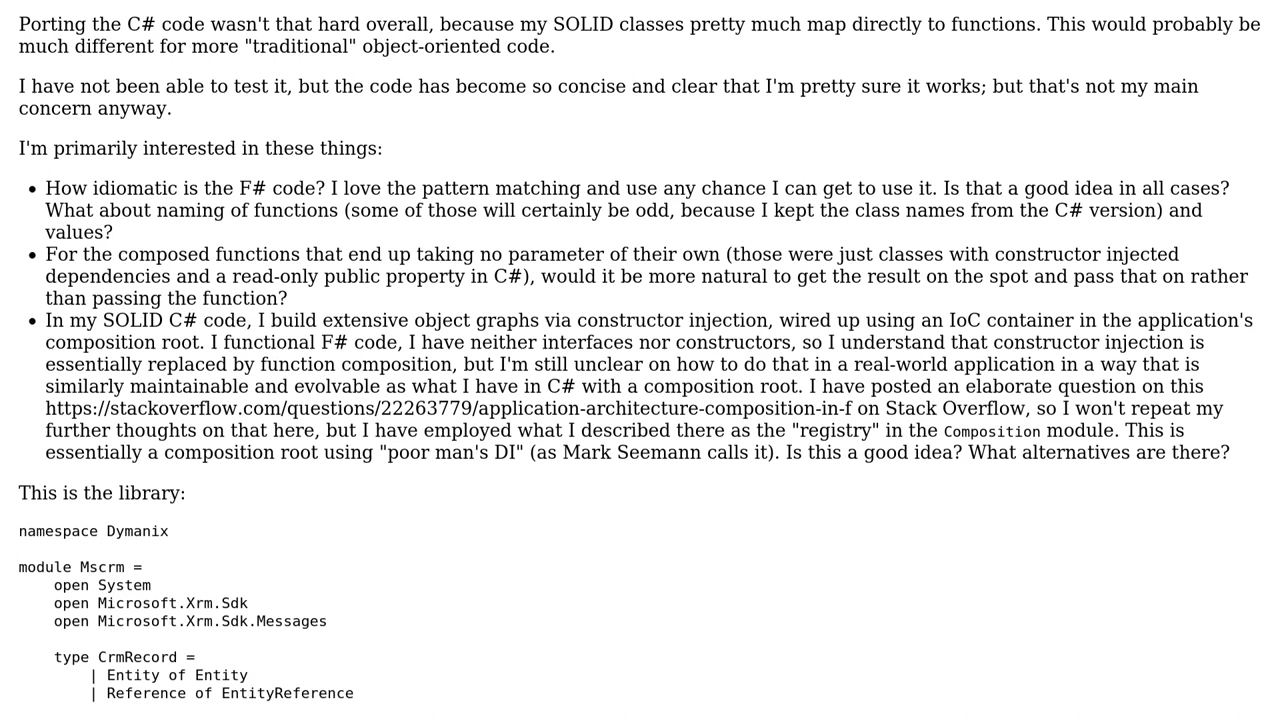 Porting the C# code wasn't that hard overall, because my SOLID classes pretty much map directly to functions. This would probably be
much different for more "traditional" object-oriented code.
I have not been able to test it, but the code has become so concise and clear that I'm pretty sure it works; but that's not my main
concern anyway.
I'm primarily interested in these things:
• How idiomatic is the F# code? I love the pattern matching and use any chance I can get to use it. Is that a good idea in all cases?
What about naming of functions (some of those will certainly be odd, because I kept the class names from the C# version) and
values?
• For the composed functions that end up taking no parameter of their own (those were just classes with constructor injected
dependencies and a read-only public property in C#), would it be more natural to get the result on the spot and pass that on rather
than passing the function?
• In my SOLID C# code, I build extensive object graphs via constructor injection, wired up using an IoC container in the application's
composition root. I functional F# code, I have neither interfaces nor constructors, so I understand that constructor injection is
essentially replaced by function composition, but I'm still unclear on how to do that in a real-world application in a way that is
similarly maintainable and evolvable as what I have in C# with a composition root. I have posted an elaborate question on this
https://stackoverflow.com/questions/22263779/application-architecture-composition-in-f on Stack Overflow, so I won't repeat my
further thoughts on that here, but I have employed what I described there as the "registry" in the Composition module. This is
essentially a composition root using "poor man's DI" (as Mark Seemann calls it). Is this a good idea? What alternatives are there?
This is the library:
namespace Dymanix
module Mscrm =
    open System
    open Microsoft.Xrm.Sdk
    open Microsoft.Xrm.Sdk.Messages
    type CrmRecord =
        | Entity of Entity
        | Reference of EntityReference